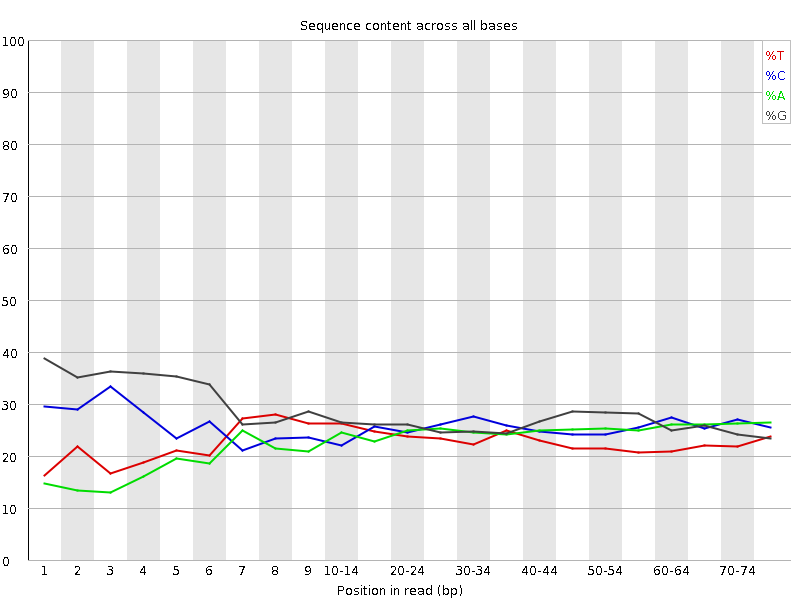 Sequence content across all bases
100
90
80
70
60
50
40
30
20
10
0
%T
%C
%A
%G
1 2 3 4 5 6 7 8 9 10-14 20-24 30-34 40-44 50-54 60-64 70-74
Position in read (bp)